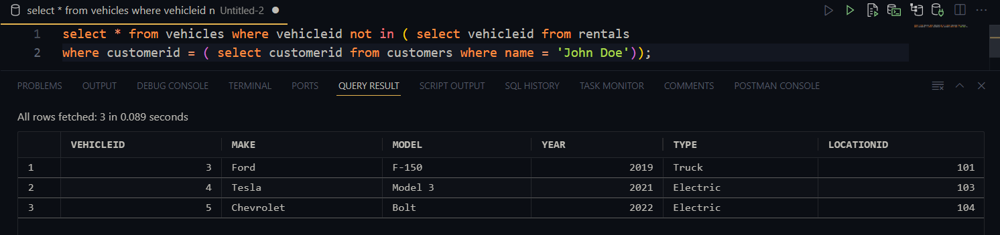 select * from vehicles where vehicleid n Untitled-2
1 select * from vehicles where vehicleid not in ( select vehicleid from rentals
2 where customerid = ( select customerid from customers where name = 'John Doe'));
PROBLEMS OUTPUT DEBUG CONSOLE TERMINAL PORTS QUERY RESULT SCRIPT OUTPUT SQL HISTORY TASK MONITOR COMMENTS POSTMAN CONSOLE
All rows fetched: 3 in 0.089 seconds
VEHICLEID MAKE MODEL YEAR TYPE LOCATIONID
1 3 Ford F-150 2019 Truck 101
2 4 Tesla Model 3 2021 Electric 103
3 5 Chevrolet Bolt 2022 Electric 104